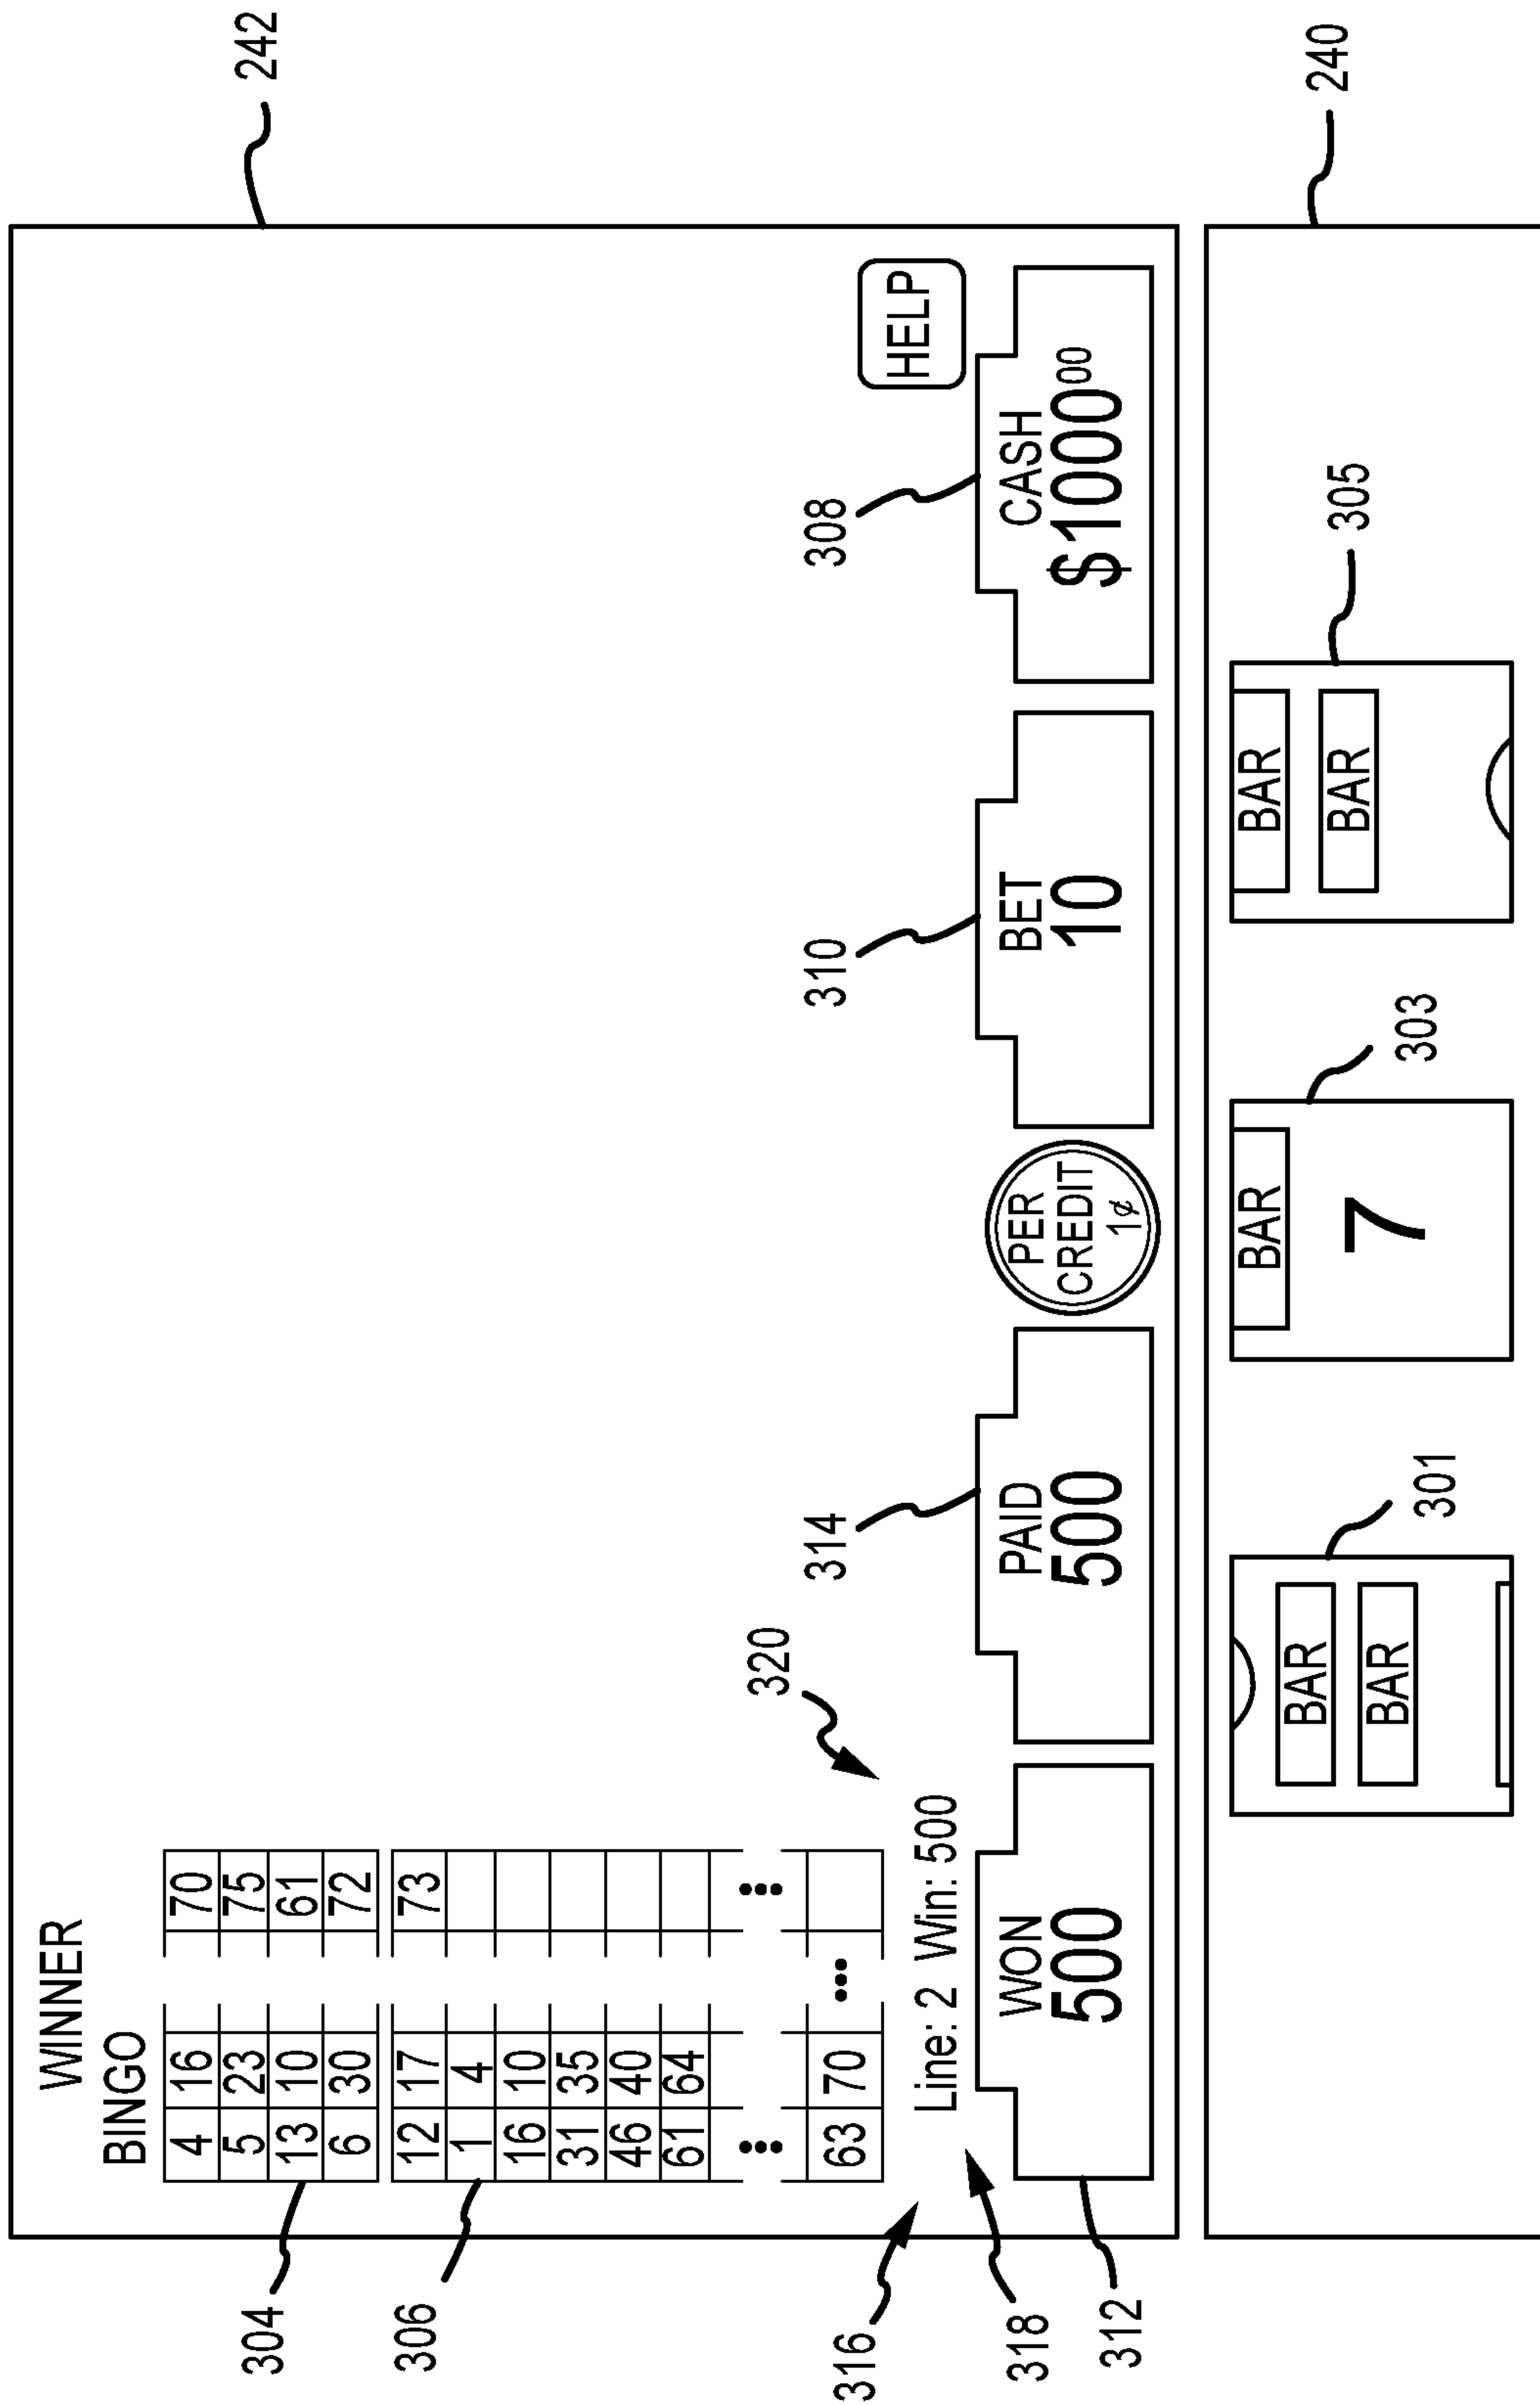 242
WINNER
BINGO
4 16 70
5 23 75
13 10 61
6 30 72
304
12 17 73
1 4
16 10
31 35
46 40
61 64
63 70
306
316
318
312
Line: 2 Win: 500
320
WON
500
314
PAID
500
PER
CREDIT
1¢
310
BET
10
308
CASH
$1000 00
HELP
240
BAR
BAR
301
BAR
7
303
BAR
BAR
305